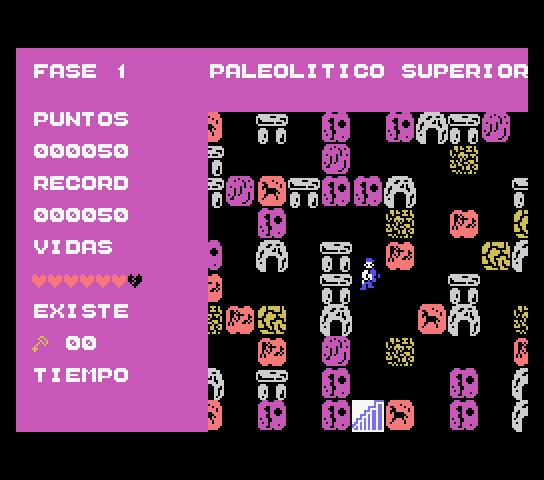 FASE 1
PALEOLITICO SUPERIOR
PUNTOS
000050
RECORD
000050
VIDAS
EXISTE
00
TIEMPO